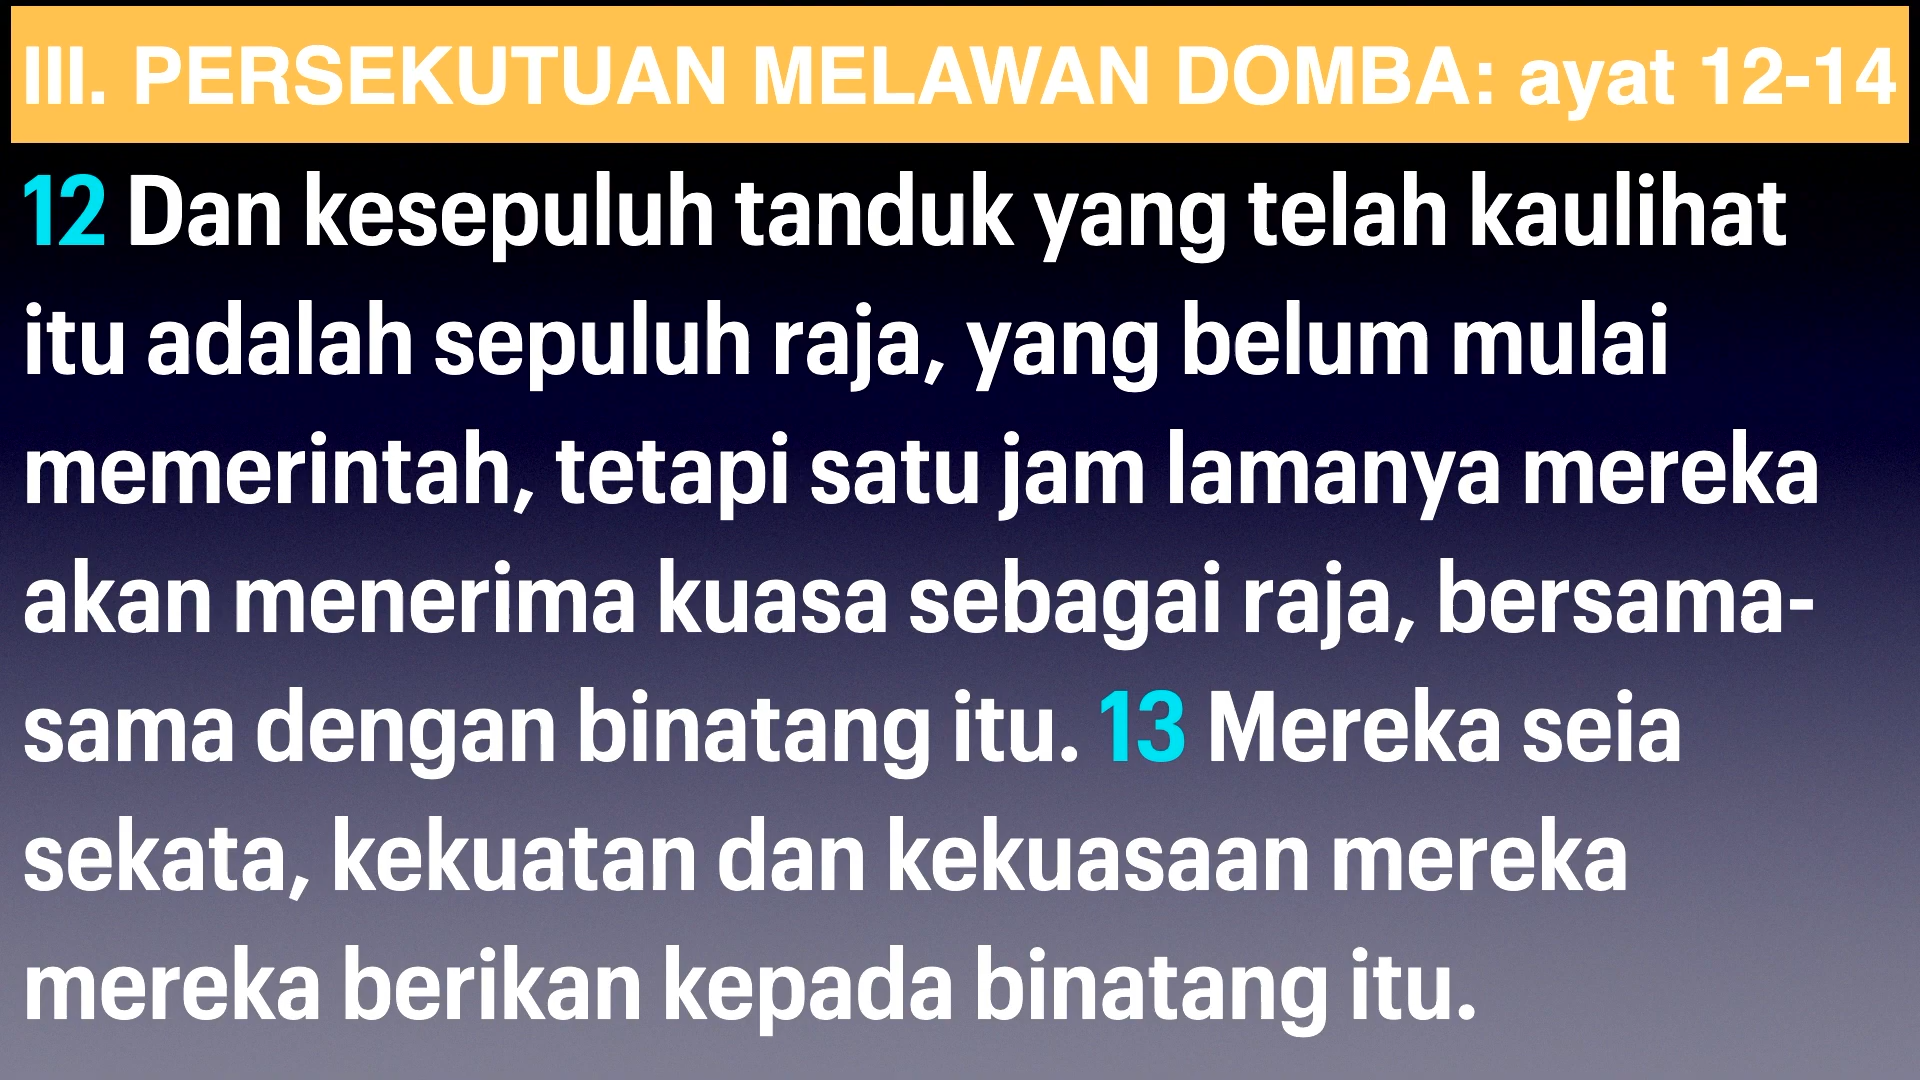 III. PERSEKUTUAN MELAWAN DOMBA: ayat 12-14
12 Dan kesepuluh tanduk yang telah kaulihat
itu adalah sepuluh raja, yang belum mulai
memerintah, tetapi satu jam lamanya mereka
akan menerima kuasa sebagai raja, bersama-
sama dengan binatang itu. 13 Mereka seia
sekata, kekuatan dan kekuasaan mereka
mereka berikan kepada binatang itu.